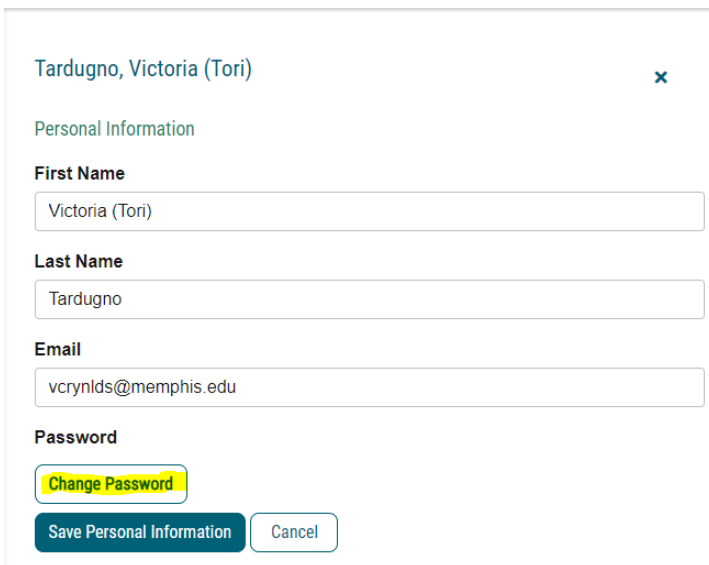 Tardugno, Victoria (Tori)
Personal Information
First Name
Victoria (Tori)
Last Name
Tardugno
Email
vcrynlds@memphis.edu
Password
Change Password
Save Personal Information Cancel